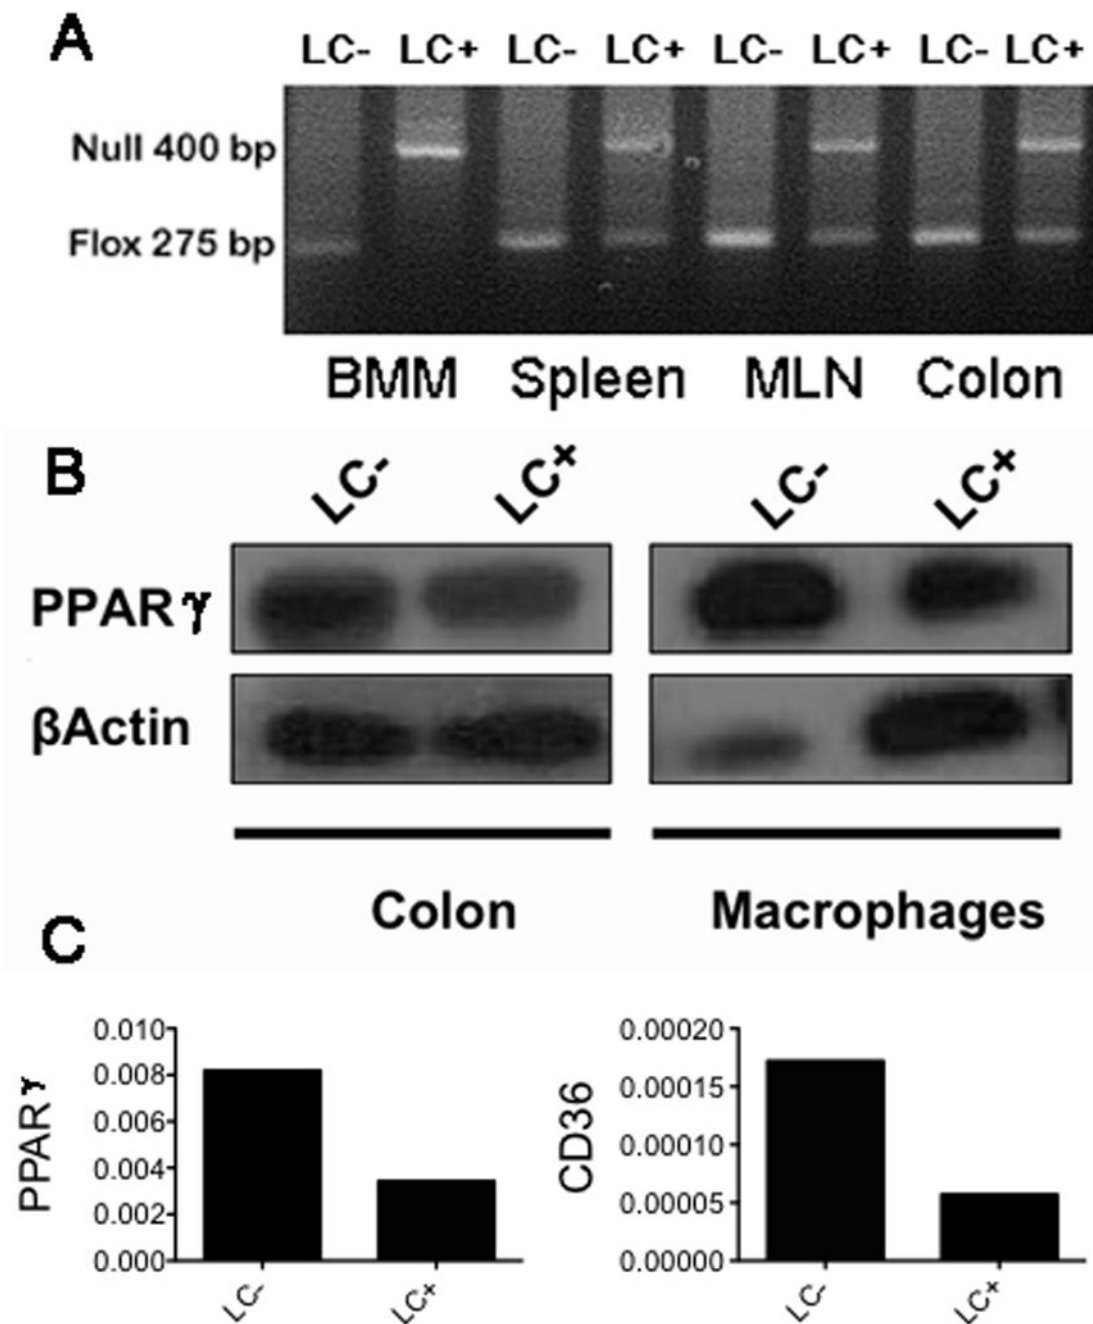 A
LC- LC+ LC- LC+ LC- LC+ LC- LC+
Null 400 bp
Flox 275 bp
BMM Spleen MLN Colon
B
LC- LC+ LC- LC+
PPARγ
βActin
Colon Macrophages
C
PPARγ
0.010
0.008
0.006
0.004
0.002
0.000
LC- LC+
CD36
0.00020
0.00015
0.00010
0.00005
0.00000
LC- LC+